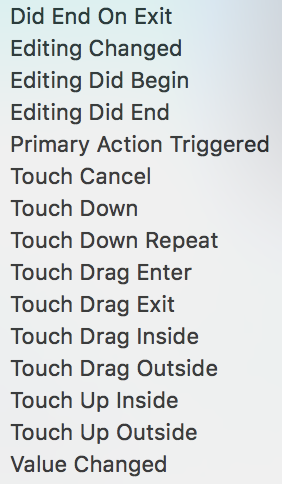 Did End On Exit
Editing Changed
Editing Did Begin
Editing Did End
Primary Action Triggered
Touch Cancel
Touch Down
Touch Down Repeat
Touch Drag Enter
Touch Drag Exit
Touch Drag Inside
Touch Drag Outside
Touch Up Inside
Touch Up Outside
Value Changed